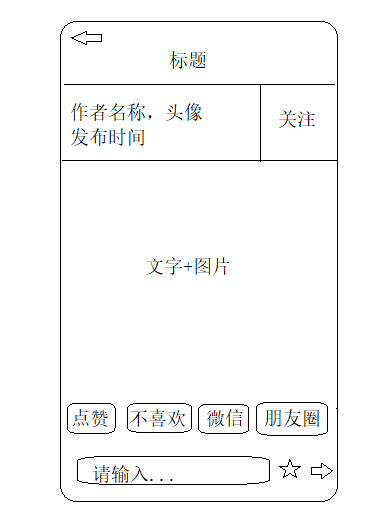 标题
作者名称，头像
发布时间
关注
文字+图片
点赞
不喜欢
微信
朋友圈
请输入...